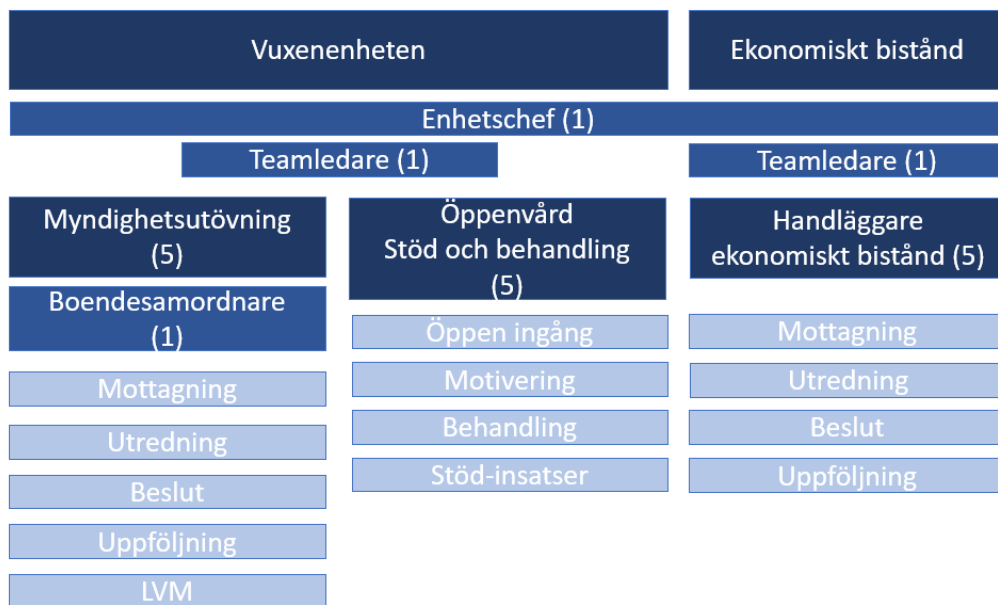 Vuxenenheten
Ekonomiskt bistånd
Enhetschef (1)
Teamledare (1)
Teamledare (1)
Myndighetsutövning
(5)
Boendesamordnare
(1)
Mottagning
Utredning
Beslut
Uppföljning
LVM
Öppenvård
Stöd och behandling
(5)
Öppen ingång
Motivering
Behandling
Stöd-insatser
Handläggare
ekonomiskt bistånd (5)
Mottagning
Utredning
Beslut
Uppföljning